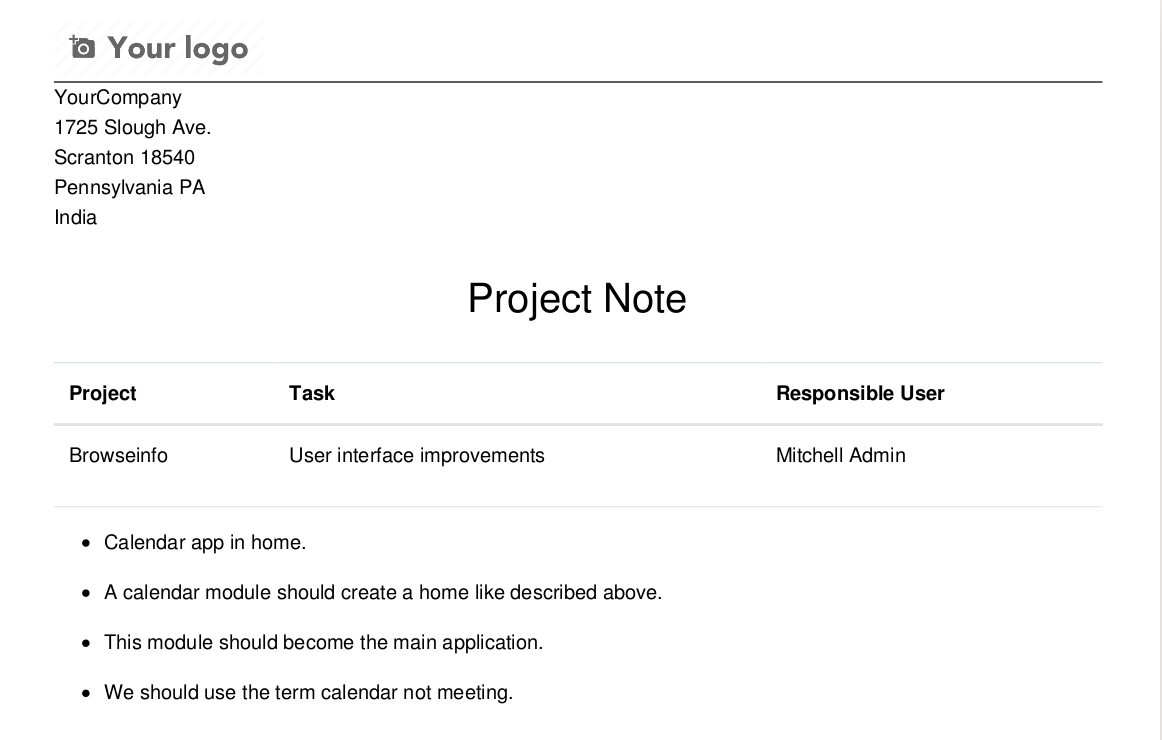 Your logo
YourCompany
1725 Slough Ave.
Scranton 18540
Pennsylvania PA
India
Project Note
Project Task Responsible User
Browseinfo User interface improvements Mitchell Admin
• Calendar app in home.
• A calendar module should create a home like described above.
• This module should become the main application.
• We should use the term calendar not meeting.